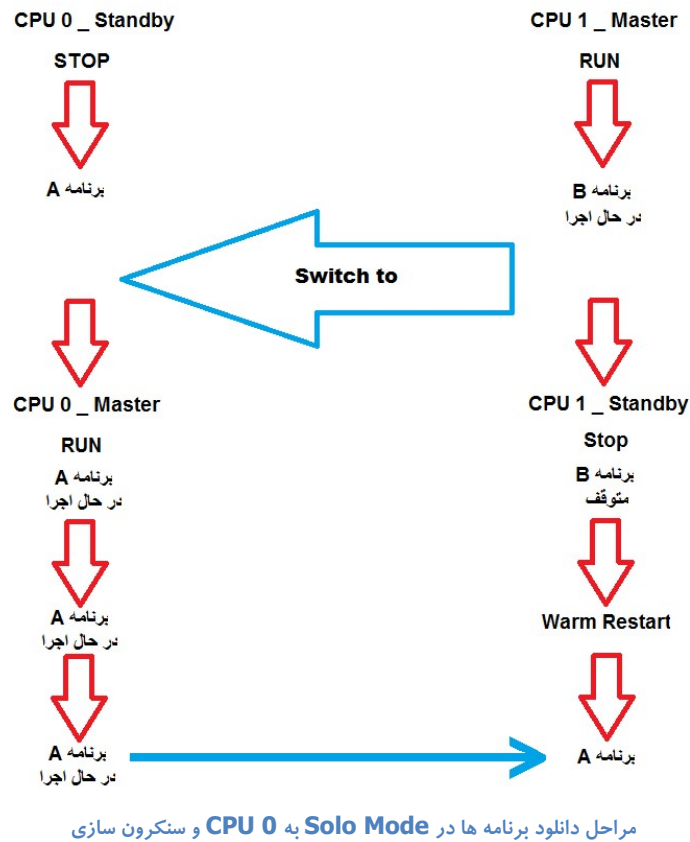 CPU 0 _ Standby
CPU 1 _ Master
STOP
RUN
برنامه A
برنامه B
در حال اجرا
Switch to
CPU 0 _ Master
CPU 1 _ Standby
RUN
Stop
برنامه A
در حال اجرا
برنامه B
متوقف
برنامه A
در حال اجرا
Warm Restart
برنامه A
در حال اجرا
برنامه A
مراحل دانلود برنامه ها در Solo Mode به CPU 0 و سنکرون سازی